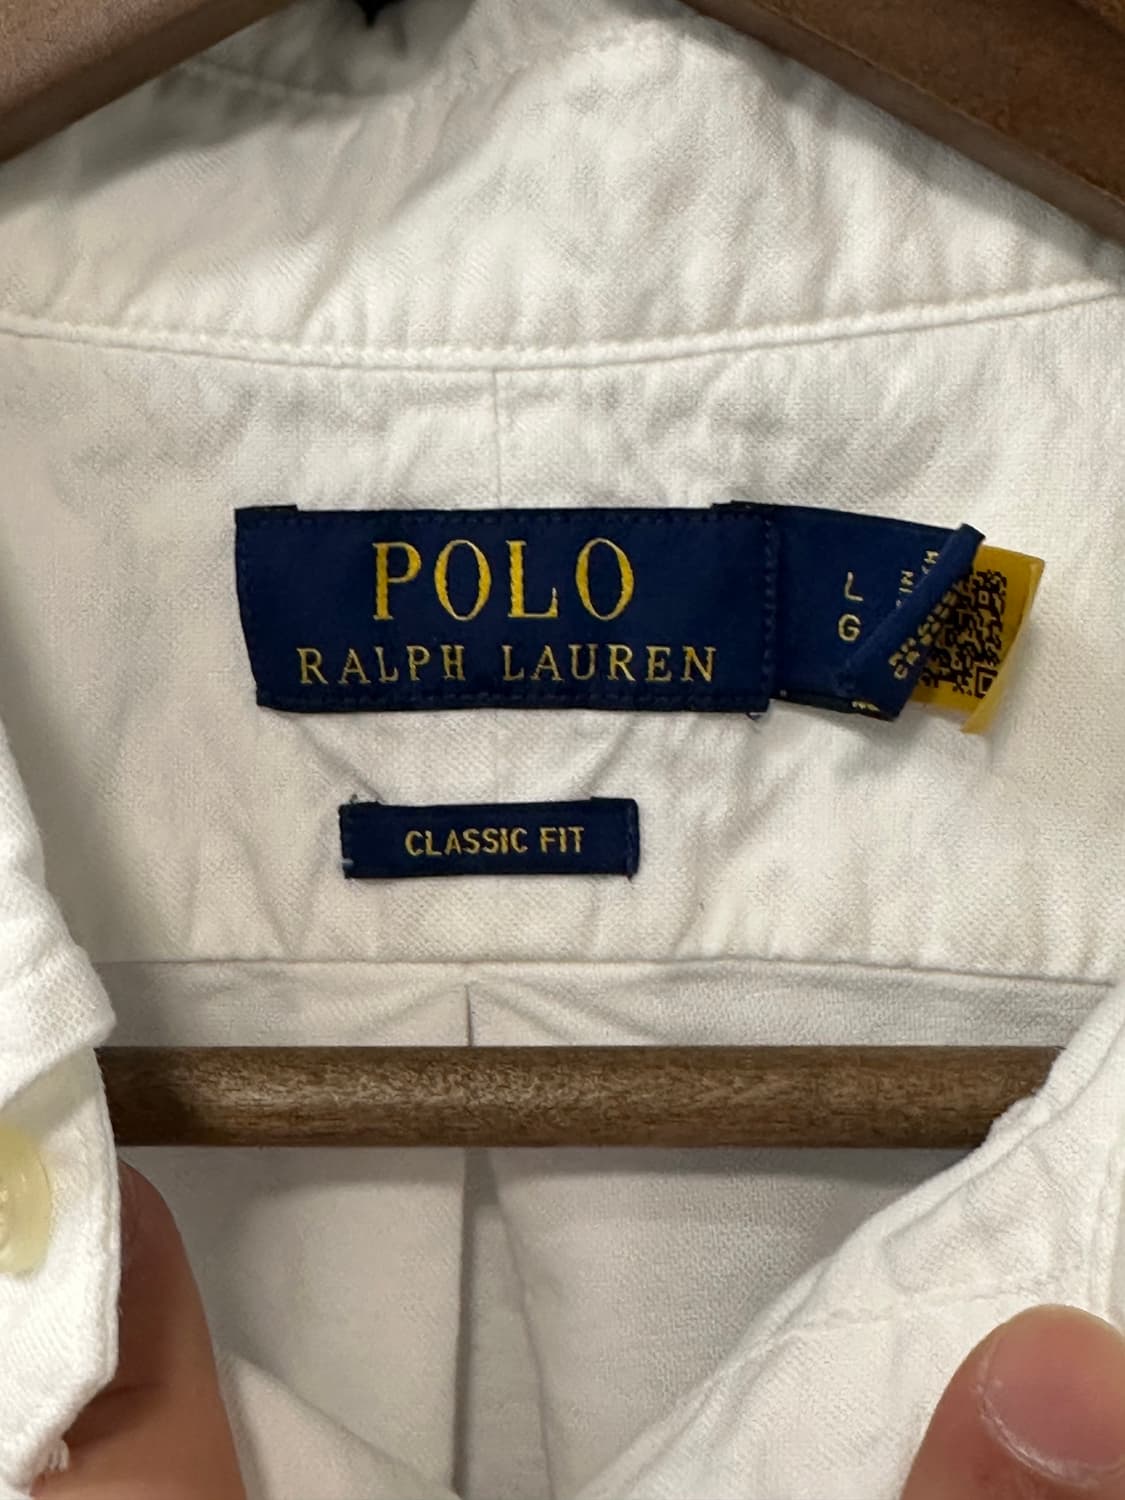 POLO
RALPH LAUREN
L
G
CLASSIC FIT